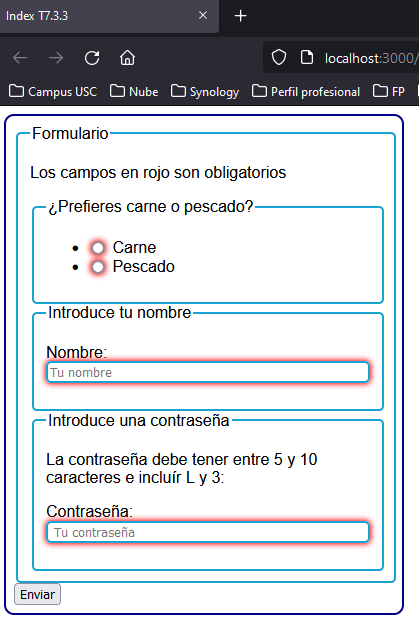 Index T7.3.3
localhost:3000/
Campus USC Nube Synology Perfil profesional FP
Formulario
Los campos en rojo son obligatorios
¿Prefieres carne o pescado?
Carne
Pescado
Introduce tu nombre
Nombre:
Tu nombre
Introduce una contraseña
La contraseña debe tener entre 5 y 10
caracteres e incluír L y 3:
Contraseña:
Tu contraseña
Enviar